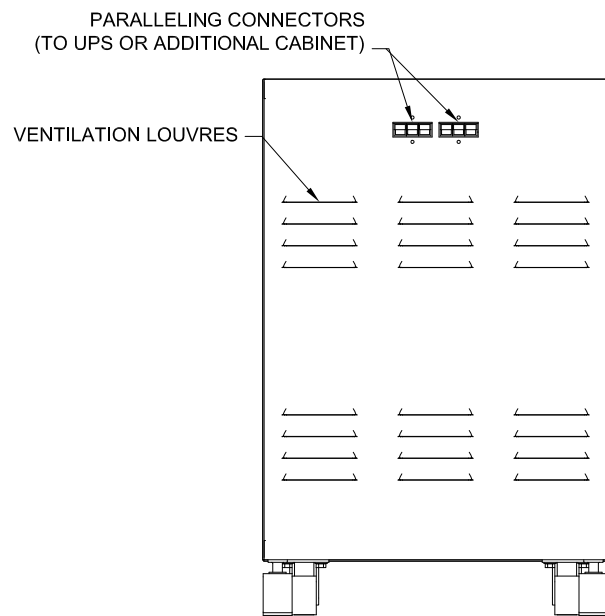 PARALLELING CONNECTORS
(TO UPS OR ADDITIONAL CABINET)
VENTILATION LOUVRES